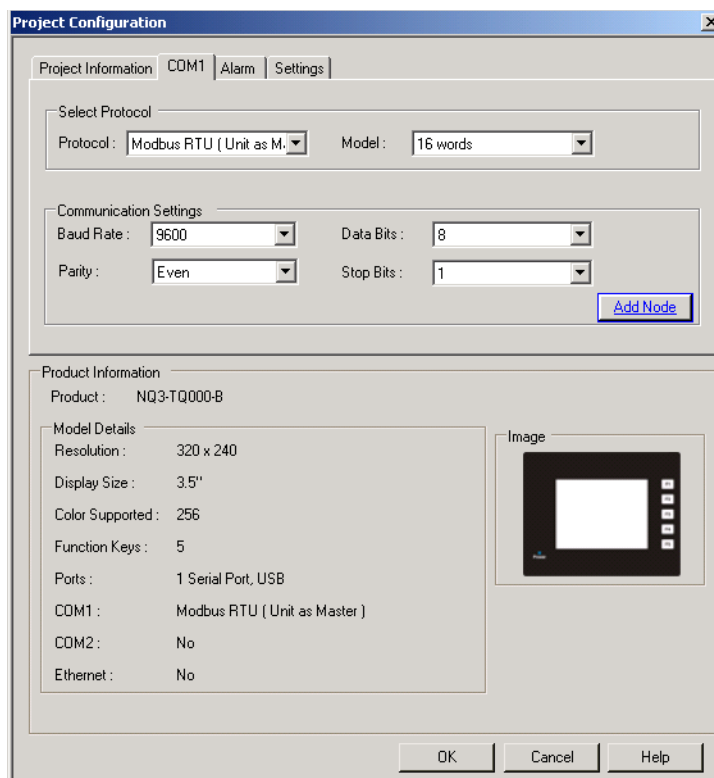 Project Configuration
Project Information COM1 Alarm Settings
Select Protocol
Protocol : Modbus RTU ( Unit as M. Model : 16 words
Communication Settings
Baud Rate : 9600 Data Bits : 8
Parity : Even Stop Bits : 1
Add Node
Product Information
Product : NQ3-TQ000-B
Model Details
Image
Resolution : 320 x 240
Display Size : 3.5''
Color Supported : 256
Function Keys : 5
Ports : 1 Serial Port, USB
COM1 : Modbus RTU ( Unit as Master )
COM2 : No
Ethernet : No
OK Cancel Help